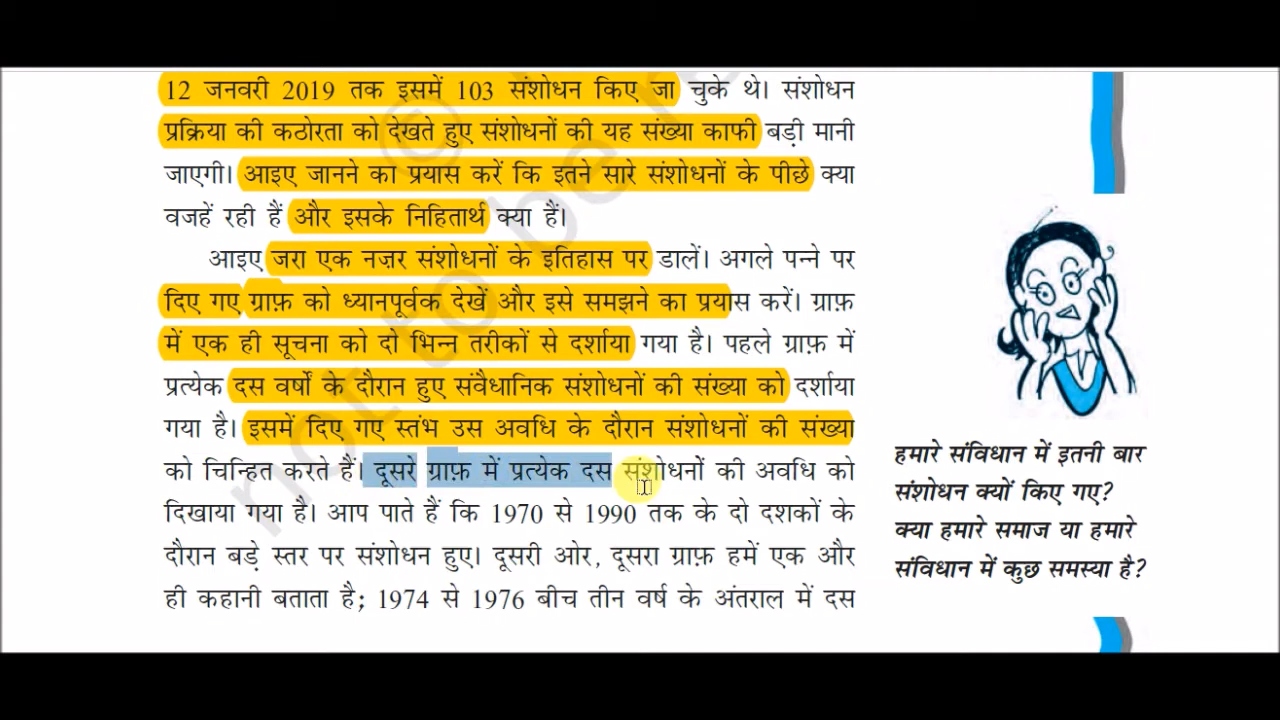 12 जनवरी 2019 तक इसमें 103 संशोधन किए जा चुके थे। संशोधन
प्रक्रिया की कठोरता को देखते हुए संशोधनों की यह संख्या काफी बड़ी मानी
जाएगी। आइए जानने का प्रयास करें कि इतने सारे संशोधनों के पीछे क्या
वजहें रही हैं और इसके निहितार्थ क्या हैं।
आइए जरा एक नज़र संशोधनों के इतिहास पर डालें। अगले पन्ने पर
दिए गए ग्राफ़ को ध्यानपूर्वक देखें और इसे समझने का प्रयास करें। ग्राफ़
में एक ही सूचना को दो भिन्न तरीकों से दर्शाया गया है। पहले ग्राफ़ में
प्रत्येक दस वर्षों के दौरान हुए संवैधानिक संशोधनों की संख्या को दर्शाया
गया है। इसमें दिए गए स्तंभ उस अवधि के दौरान संशोधनों की संख्या
को चिन्हित करते हैं। दूसरे ग्राफ़ में प्रत्येक दस संशोधनों की अवधि को
दिखाया गया है। आप पाते हैं कि 1970 से 1990 तक के दो दशकों के
दौरान बड़े स्तर पर संशोधन हुए। दूसरी ओर, दूसरा ग्राफ़ हमें एक और
ही कहानी बताता है; 1974 से 1976 बीच तीन वर्ष के अंतराल में दस
हमारे संविधान में इतनी बार
संशोधन क्यों किए गए?
क्या हमारे समाज या हमारे
संविधान में कुछ समस्या है?
© be re
not to